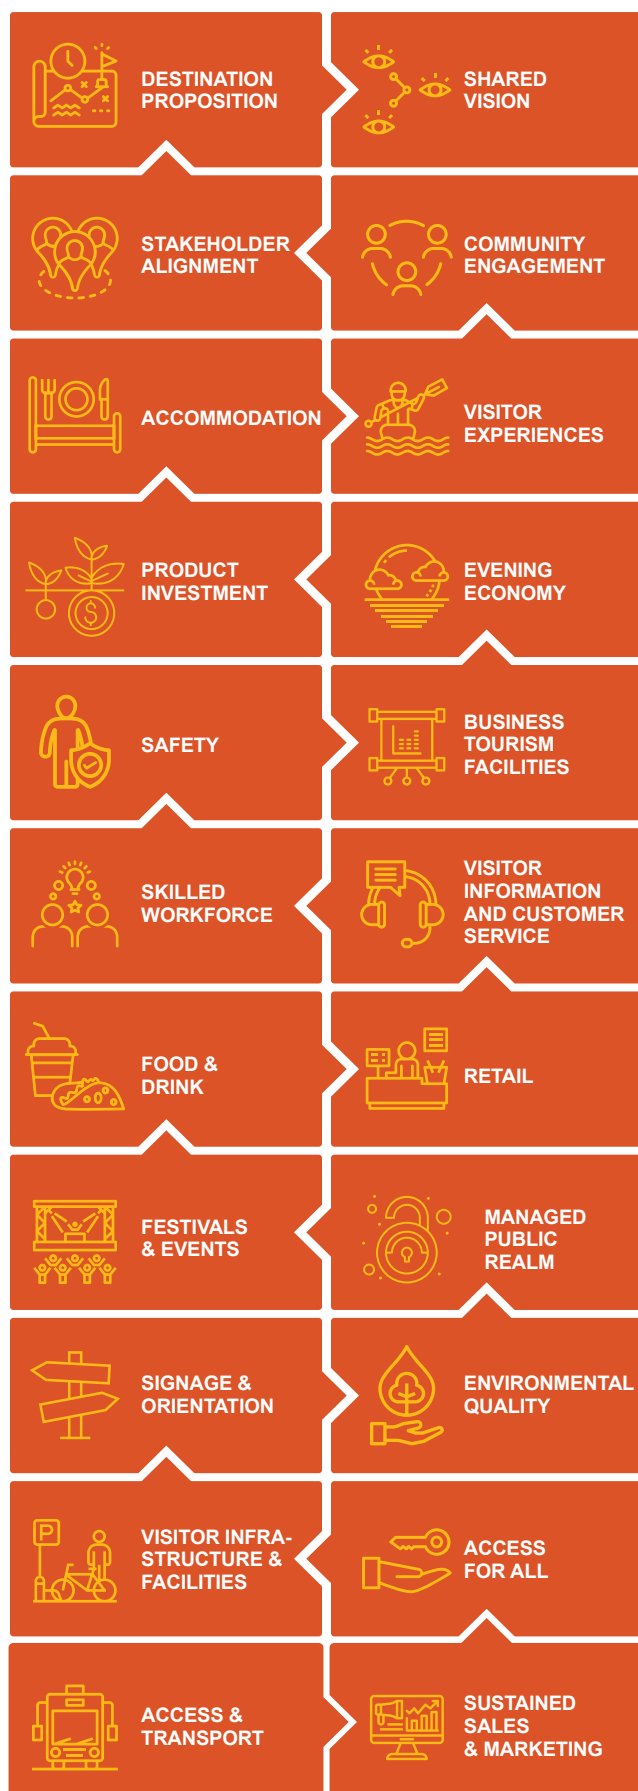 DESTINATION
PROPOSITION
SHARED
VISION
STAKEHOLDER
ALIGNMENT
COMMUNITY
ENGAGEMENT
ACCOMMODATION
VISITOR
EXPERIENCES
PRODUCT
INVESTMENT
EVENING
ECONOMY
SAFETY
BUSINESS
TOURISM
FACILITIES
SKILLED
WORKFORCE
VISITOR
INFORMATION
AND CUSTOMER
SERVICE
FOOD &
DRINK
RETAIL
FESTIVALS
& EVENTS
MANAGED
PUBLIC
REALM
SIGNAGE &
ORIENTATION
ENVIRONMENTAL
QUALITY
P
VISITOR INFRA-
STRUCTURE &
FACILITIES
ACCESS
FOR ALL
ACCESS &
TRANSPORT
SUSTAINED
SALES
& MARKETING